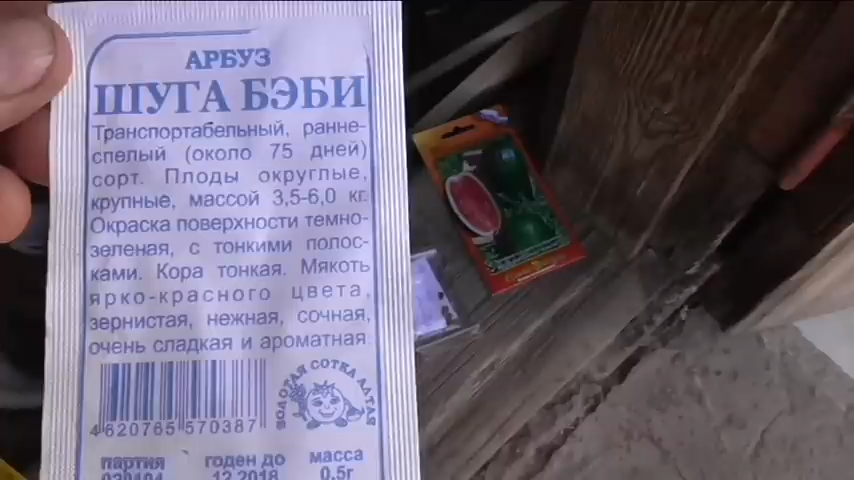 АРБУЗ
ШУГА БЭБИ
Транспортабельный, ранне-
спелый (около 75 дней)
сорт. Плоды округлые,
крупные, массой 3,5-6,0 кг.
Окраска поверхности темно-
зеленая, с тонкими полос-
ками. Кора тонкая. Мякоть
ярко-красного цвета,
зернистая, нежная, сочная,
очень сладкая и ароматная
ЗОЛОТАЯ СОТКА АЛТАЯ
4620765570387
партия годен до масса
12.2018 0,5г